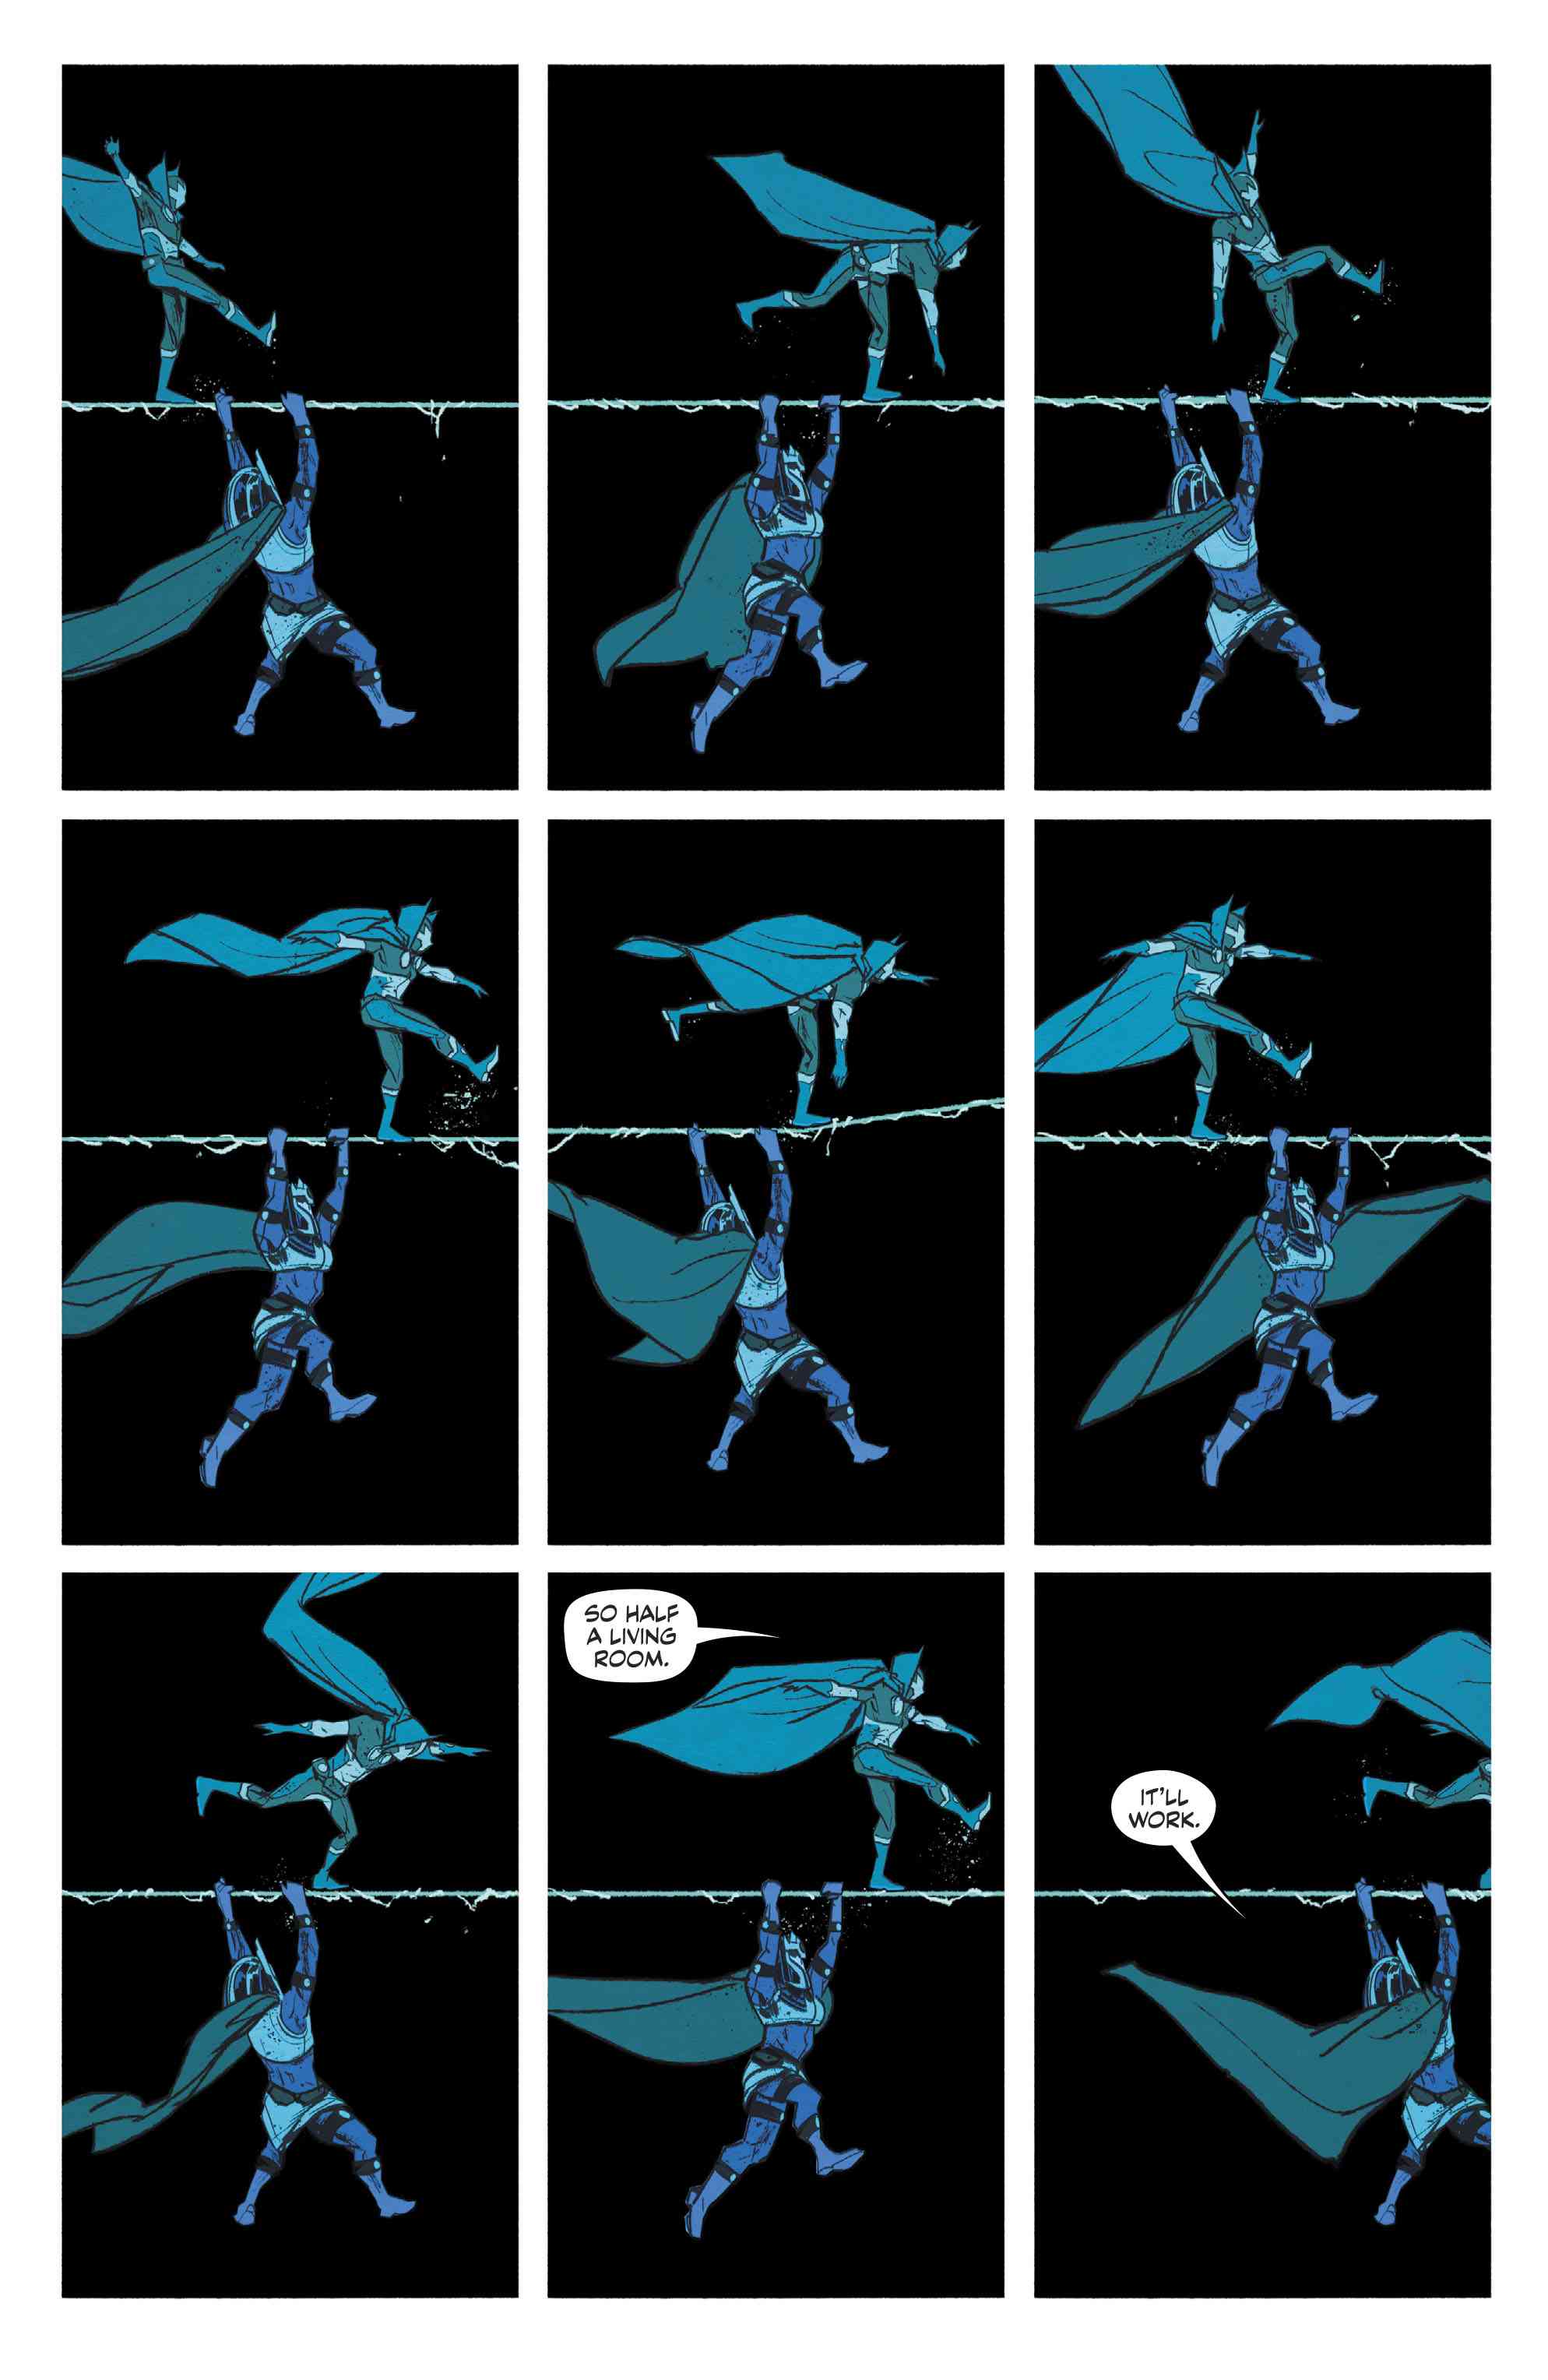 SO HALF
A LIVING
ROOM.
IT'LL
WORK.